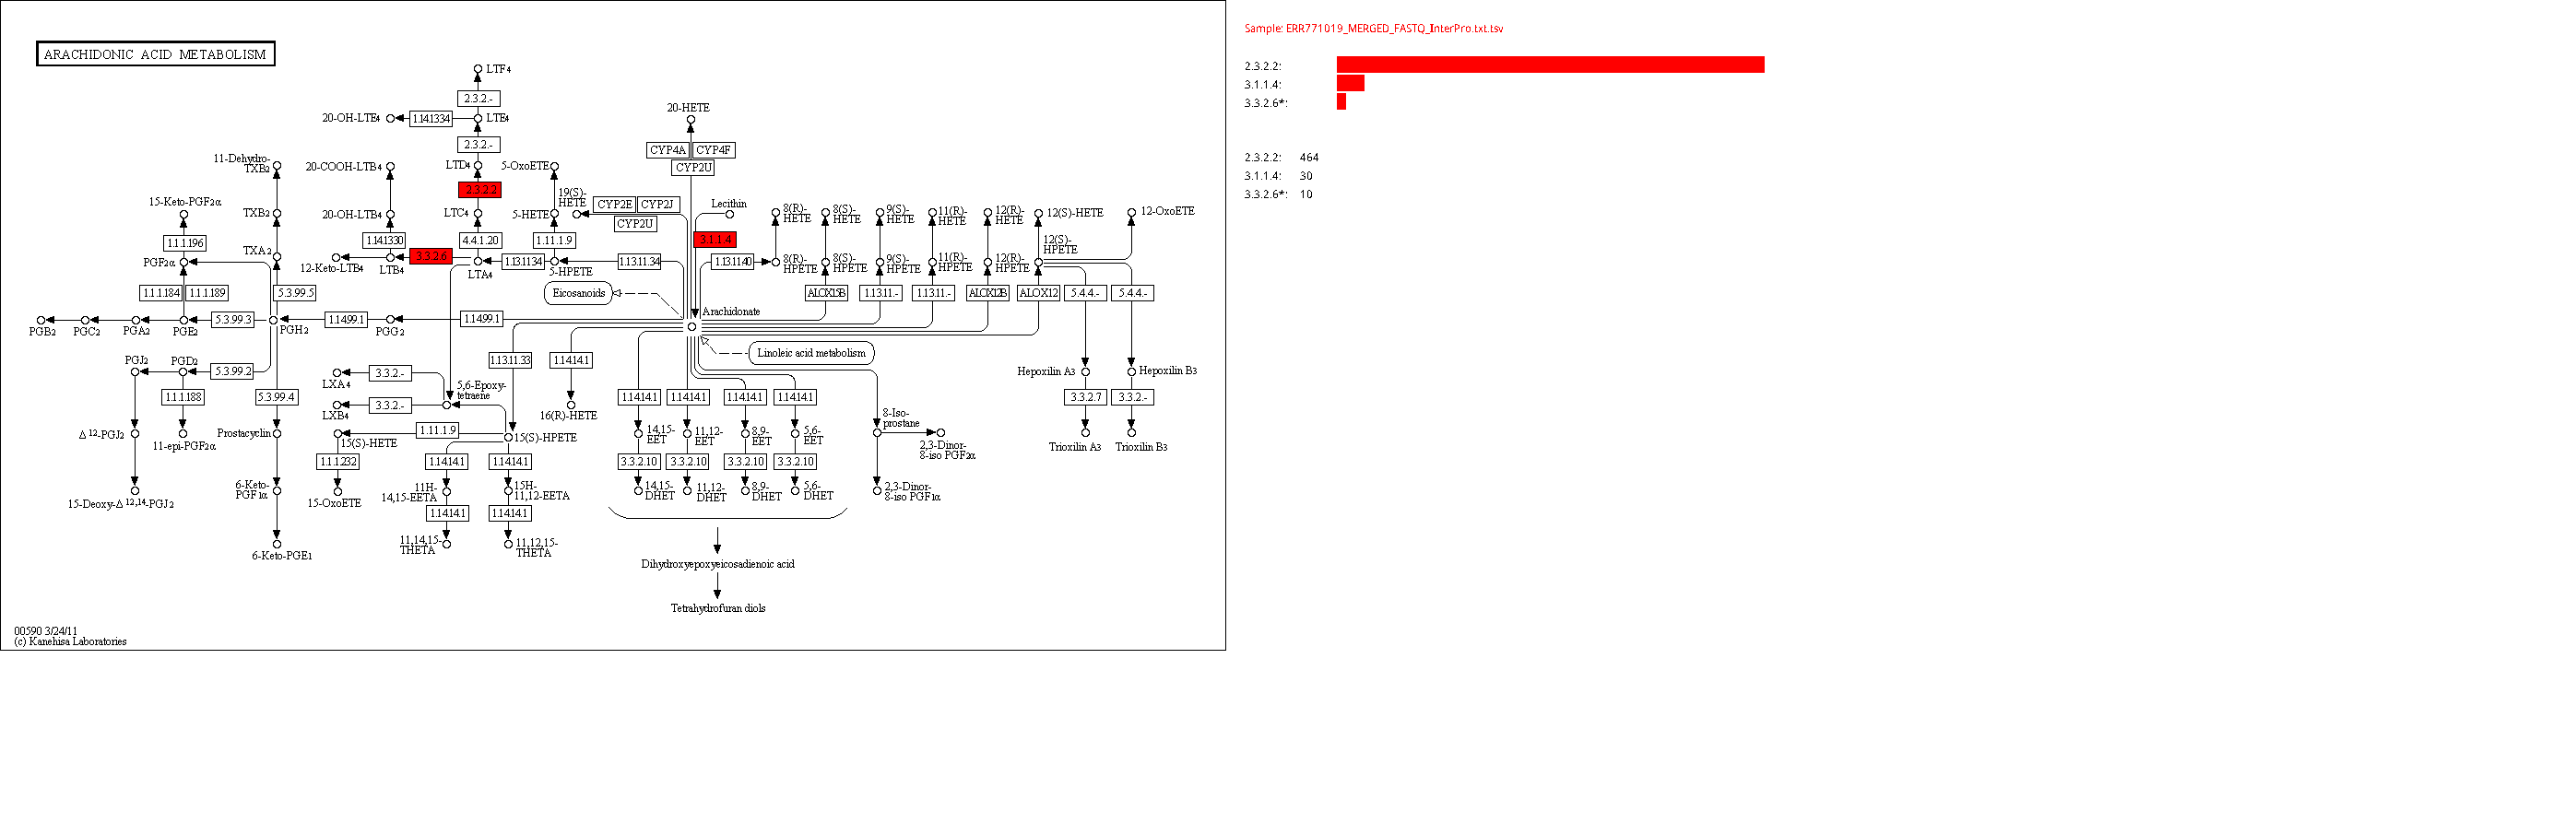 ARACHIDONIC ACID METABOLISM
LTF4
2.3.2.-
20-OH-LTE4
1.14.13.34
LTE4
2.3.2.-
11-Dehydro-
TXB2
20-COOH-LTB4
LTD4
5-OxoETE
2.3.2.2
20-HETE
CYP4A
CYP4F
CYP2U
15-Keto-PGF2α
TXB2
20-OH-LTB4
LTC4
5-HETE
19(S)-
HETE
CYP2E
CYP2J
CYP2U
Lecithin
8(R)-
HETE
8(S)-
HETE
9(S)-
HETE
11(R)-
HETE
12(R)-
HETE
12(S)-HETE
12-OxoETE
1.1.1.196
TXA2
1.14.13.30
4.4.1.20
1.11.1.9
3.1.1.4
12(S)-
HPETE
PGF2α
12-Keto-LTB4
LTB4
3.3.2.6
LTA4
1.13.11.34
5-HPETE
1.13.11.34
1.13.11.40
8(R)-
HPETE
8(S)-
HPETE
9(S)-
HPETE
11(R)-
HPETE
12(R)-
HPETE
1.1.1.184
1.1.1.189
5.3.99.5
Eicosanoids
ALOX15B
1.13.11.-
1.13.11.-
ALOX12B
ALOX12
5.4.4.-
5.4.4.-
Arachidonate
PGB2
PGC2
PGA2
PGE2
5.3.99.3
PGH2
1.14.99.1
PGG2
1.14.99.1
PGJ2
PGD2
5.3.99.2
1.13.11.33
1.14.14.1
Linoleic acid metabolism
LXA4
3.3.2.-
Hepoxilin A3
Hepoxilin B3
1.1.1.188
5.3.99.4
LXB4
3.3.2.-
5,6-Epoxy-
tetraene
16(R)-HETE
1.14.14.1
1.14.14.1
1.14.14.1
1.14.14.1
8-Iso-
prostane
3.3.2.7
3.3.2.-
Δ12-PGJ2
11-epi-PGF2α
Prostacyclin
15(S)-HETE
1.11.1.9
15(S)-HPETE
14,15-
EET
11,12-
EET
8,9-
EET
5,6-
EET
2,3-Dinor-
8-iso PGF2α
Trioxilin A3
Trioxilin B3
1.1.1.232
1.14.14.1
1.14.14.1
3.3.2.10
3.3.2.10
3.3.2.10
3.3.2.10
15-Deoxy-Δ12,14-PGJ2
6-Keto-
PGF1α
15-OxoETE
11H-
14,15-EETA
15H-
11,12-EETA
14,15-
DHET
11,12-
DHET
8,9-
DHET
5,6-
DHET
2,3-Dinor-
8-iso PGF1α
1.14.14.1
1.14.14.1
6-Keto-PGE1
11,14,15-
THETA
11,12,15-
THETA
Dihydroxyepoxyeicosadienoic acid
Tetrahydrofuran diols
00590 3/24/11
(c) Kanehisa Laboratories
Sample: ERR771019_MERGED_FASTQ_InterPro.txt.tsv
2.3.2.2:
3.1.1.4:
3.3.2.6*:
2.3.2.2: 464
3.1.1.4: 30
3.3.2.6*: 10